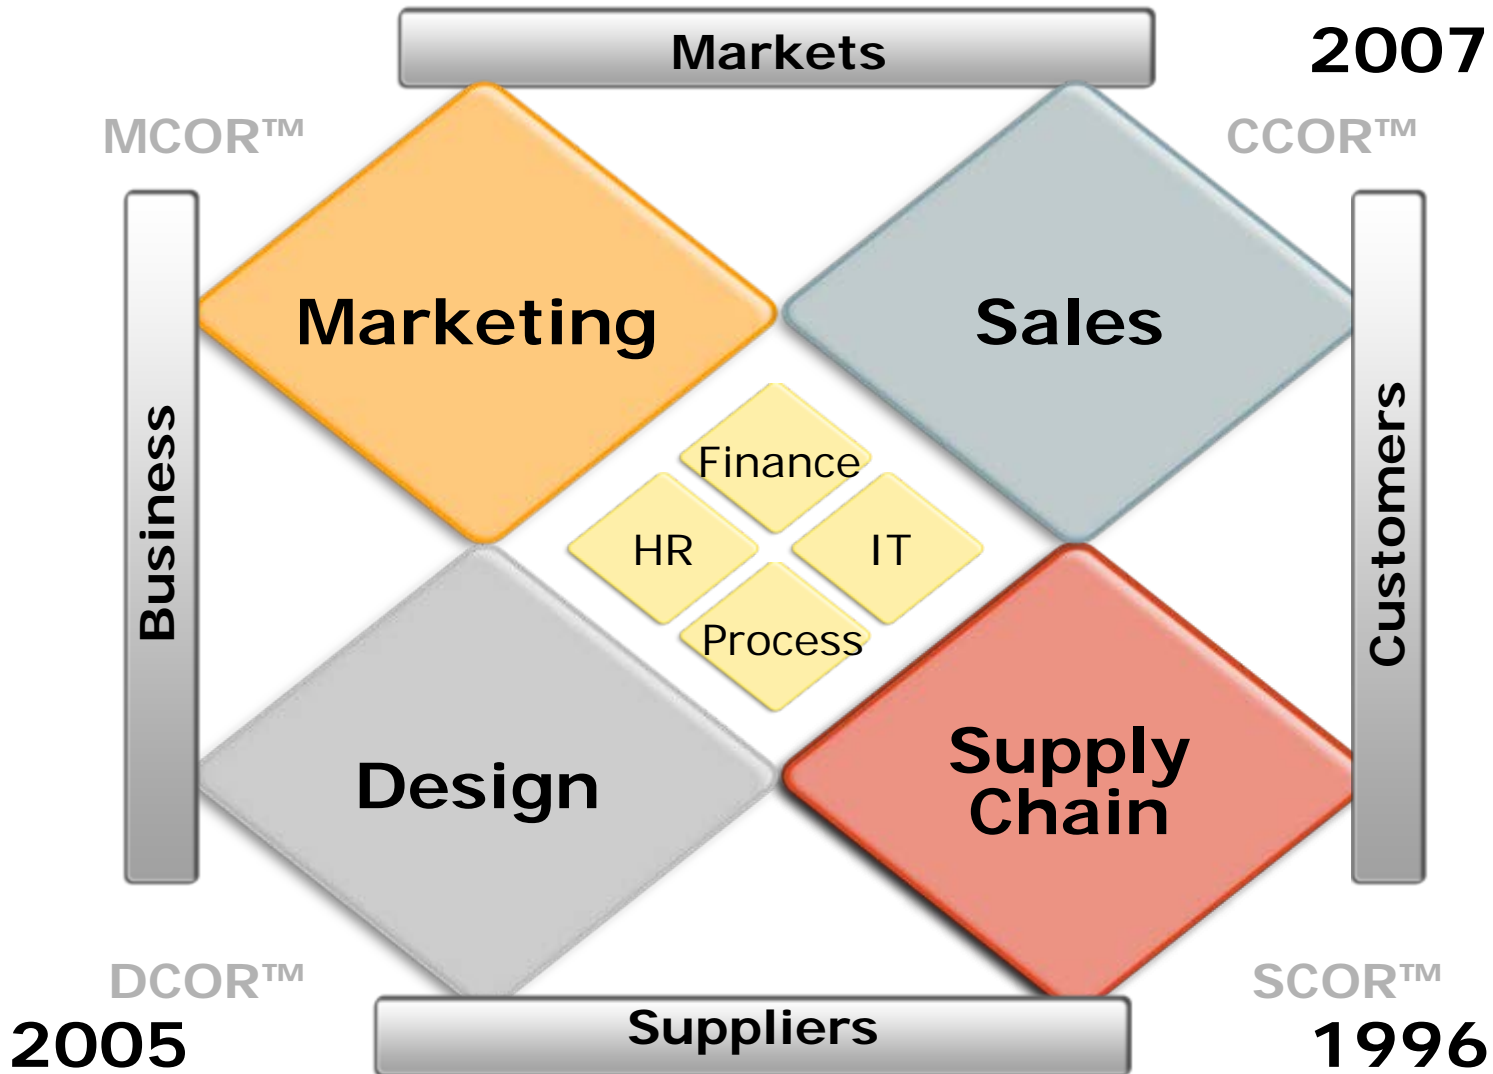 Markets
2007
MCOR™
CCOR™
Marketing
Sales
Business
Customers
Finance
HR
IT
Process
Design
Supply
Chain
DCOR™
SCOR™
2005
Suppliers
1996